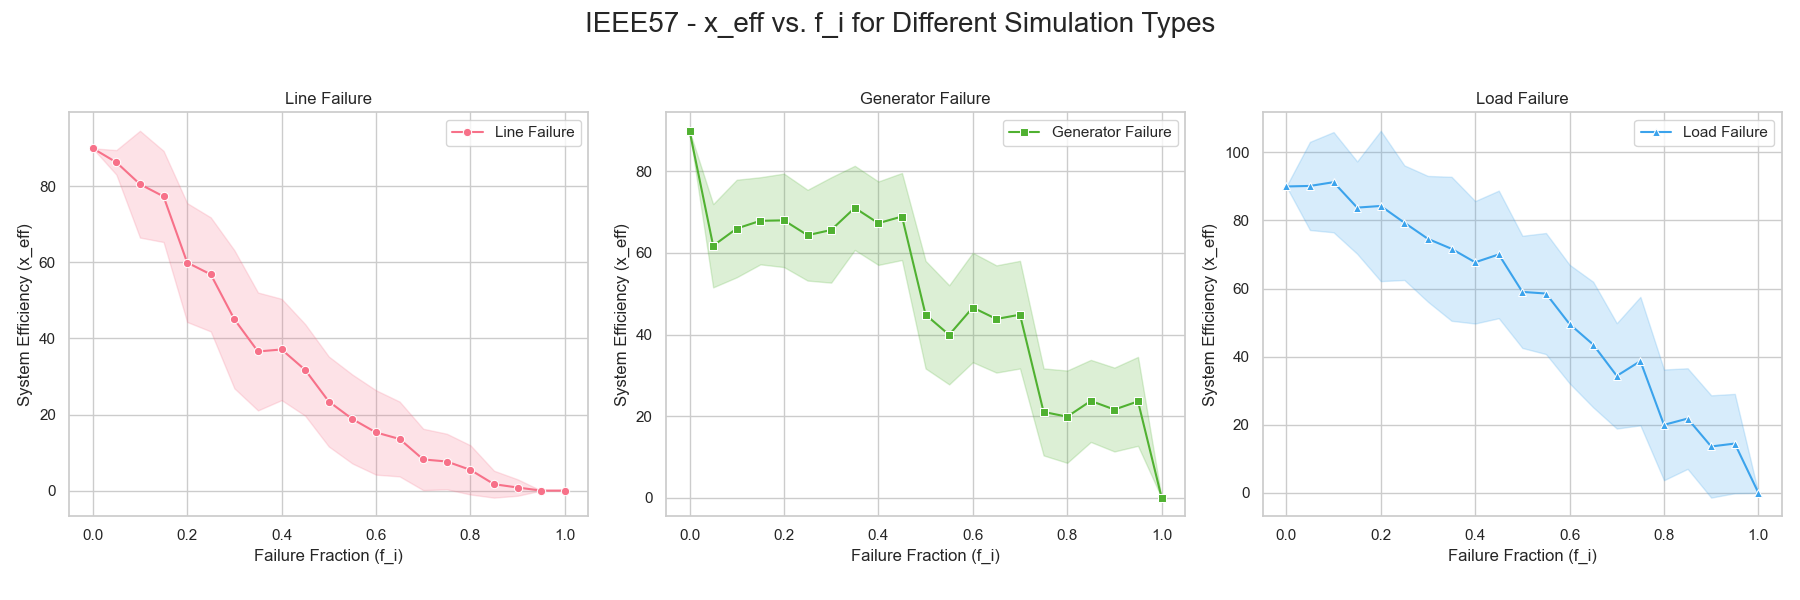 IEEE57 - x_eff vs. f_i for Different Simulation Types
Line Failure
Line Failure
System Efficiency (x_eff)
80
60
40
20
0
0.0 0.2 0.4 0.6 0.8 1.0
Failure Fraction (f_i)
Generator Failure
Generator Failure
System Efficiency (x_eff)
80
60
40
20
0
0.0 0.2 0.4 0.6 0.8 1.0
Failure Fraction (f_i)
Load Failure
Load Failure
System Efficiency (x_eff)
100
80
60
40
20
0
0.0 0.2 0.4 0.6 0.8 1.0
Failure Fraction (f_i)